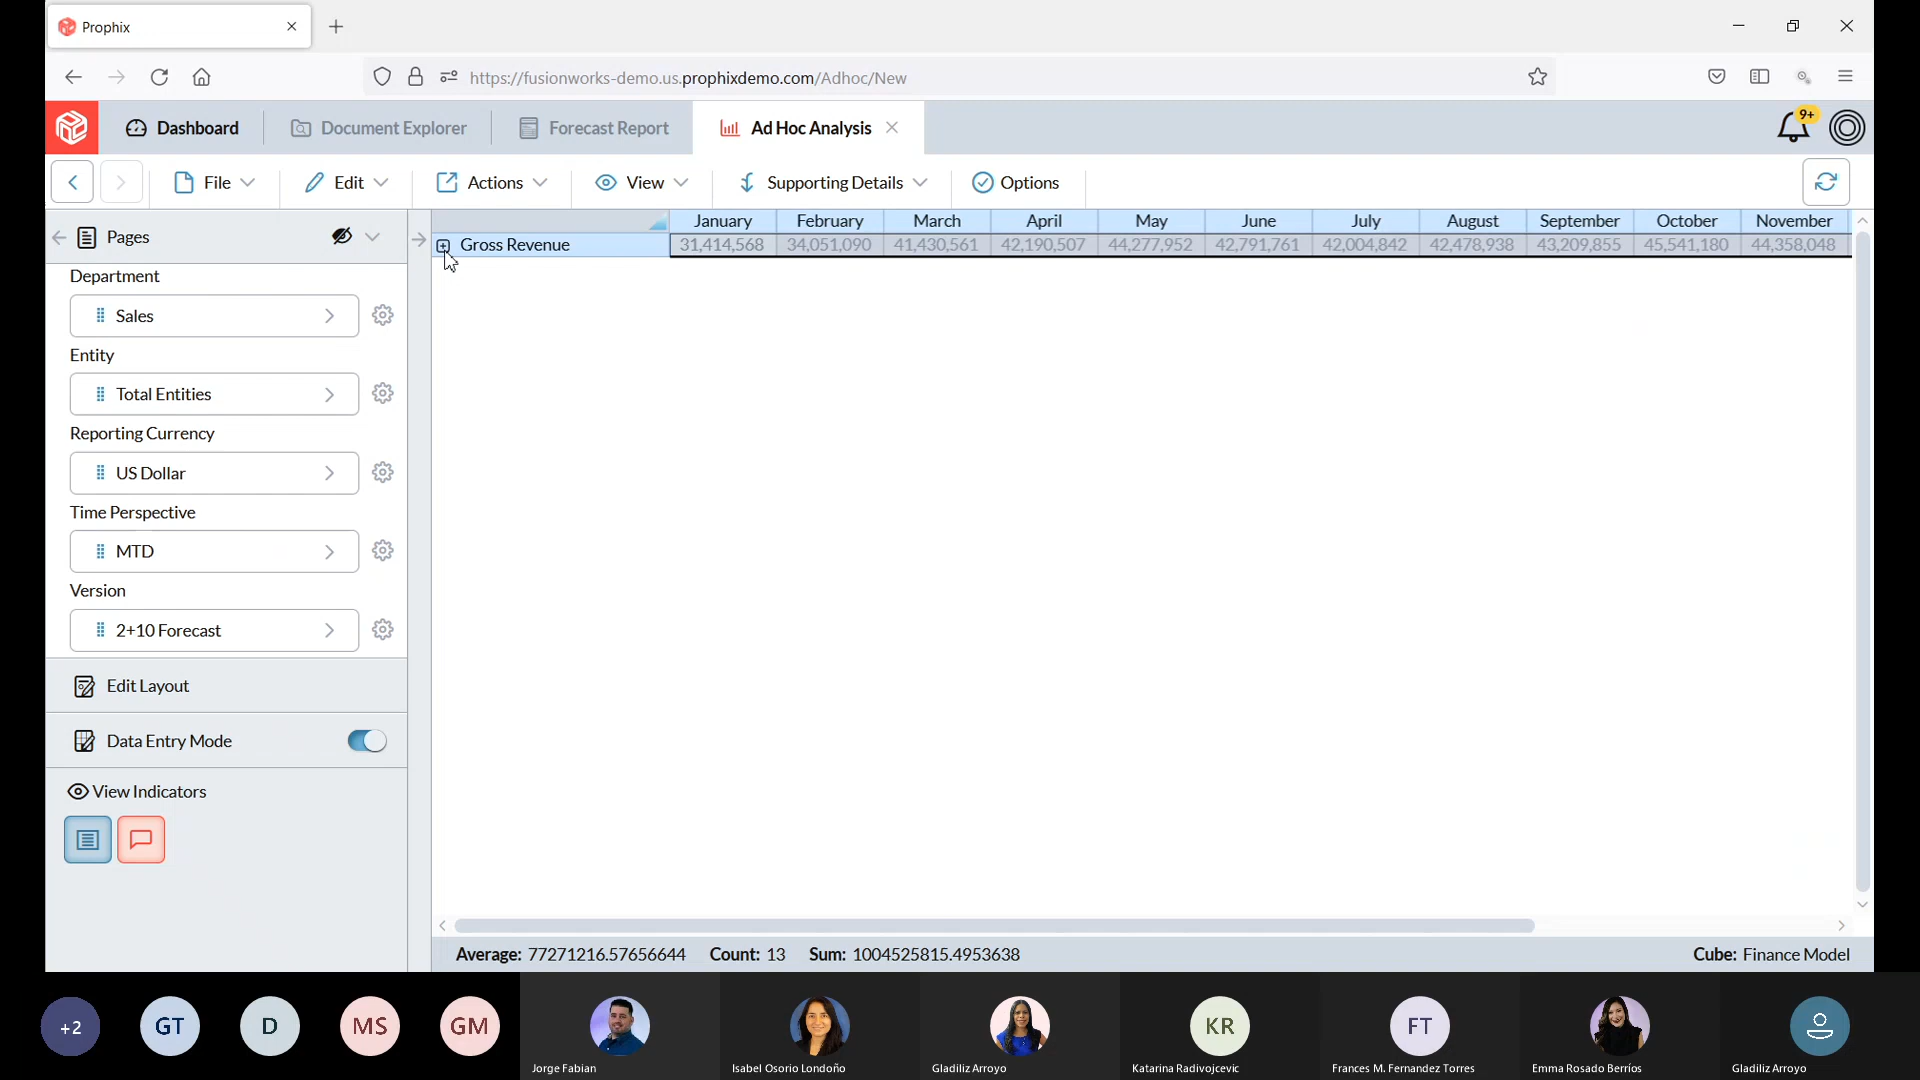 Prophix
https://fusionworks-demo.us.prophixdemo.com/Adhoc/New
Dashboard
Document Explorer
Forecast Report
Ad Hoc Analysis
9+
File
Edit
Actions
View
Supporting Details
Options
Pages
January February March April May June July August September October November
Gross Revenue 31,414,568 34,051,090 41,430,561 42,190,507 44,277,952 42,791,761 42,004,842 42,478,938 43,209,855 45,541,180 44,358,048
Department
Sales
Entity
Total Entities
Reporting Currency
US Dollar
Time Perspective
MTD
Version
2+10 Forecast
Edit Layout
Data Entry Mode
View Indicators
Average: 77271216.57656644 Count: 13 Sum: 1004525815.4953638
Cube: Finance Model
+2
GT
D
MS
GM
KR
FT
Jorge Fabian
Isabel Osorio Londoño
Gladiliz Arroyo
Katarina Radivojcevic
Frances M. Fernandez Torres
Emma Rosado Berríos
Gladiliz Arroyo